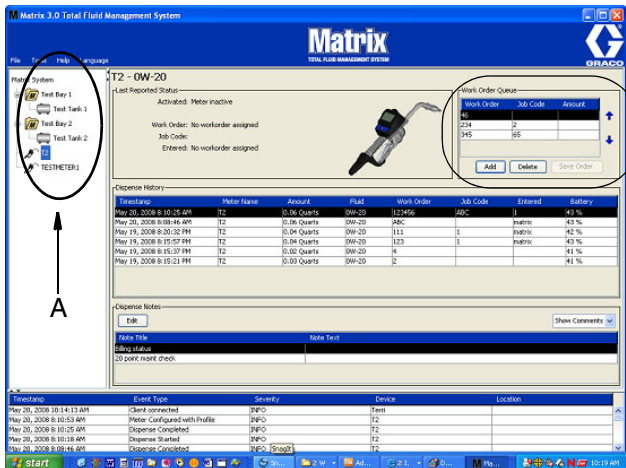 Matrix 3.0 Total Fluid Management System
Matrix
TOTAL FLUID MANAGEMENT SYSTEM
GRACO
File Tools Help Language
Matrix System
Test Bay 1
Test Tank 1
Test Bay 2
Test Tank 2
T2
TESTMETER1
A
T2 - 0W-20
Last Reported Status
Activated: Meter inactive
Work Order: No workorder assigned
Job Code:
Entered: No workorder assigned
Work Order Queue
Work Order Job Code Amount
46
234 2
345 65
Add Delete Save Order
Dispense History
Timestamp Meter Name Amount Fluid Work Order Job Code Entered Battery
May 20, 2008 8:10:25 AM T2 0.06 Quarts 0W-20 123456 ABC 1 43 %
May 20, 2008 8:08:46 AM T2 0.06 Quarts 0W-20 ABC matrix 43 %
May 19, 2008 8:20:32 PM T2 0.04 Quarts 0W-20 111 1 matrix 42 %
May 19, 2008 8:15:57 PM T2 0.04 Quarts 0W-20 123 1 matrix 43 %
May 19, 2008 8:15:37 PM T2 0.02 Quarts 0W-20 4 41 %
May 19, 2008 8:15:21 PM T2 0.03 Quarts 0W-20 2 41 %
Dispense Notes
Edit Show Comments
Note Title Note Text
Billing status
20 point maint check
Timestamp Event Type Severity Device Location
May 20, 2008 10:14:13 AM Client connected INFO Terri
May 20, 2008 8:10:53 AM Meter Configured with Profile INFO T2
May 20, 2008 8:10:25 AM Dispense Completed INFO T2
May 20, 2008 8:10:18 AM Dispense Started INFO T2
May 20, 2008 8:08:46 AM Dispense Completed INFO T2
SnagIt
start Sn... 2 W Ad... 2 I. D... Ma... 10:19 AM